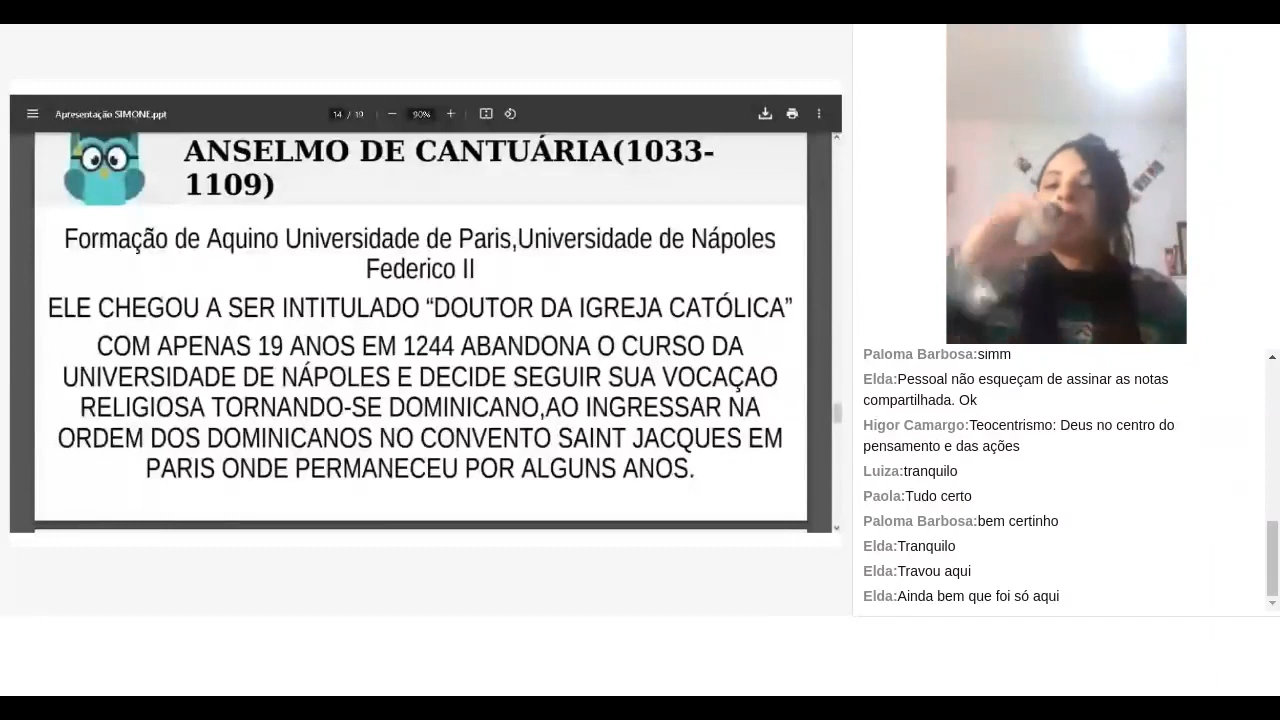 Apresentação SIMONE.ppt
14 / 19
90%
ANSELMO DE CANTUÁRIA(1033-
1109)
Formação de Aquino Universidade de Paris,Universidade de Nápoles
Federico II
ELE CHEGOU A SER INTITULADO “DOUTOR DA IGREJA CATÓLICA”
COM APENAS 19 ANOS EM 1244 ABANDONA O CURSO DA
UNIVERSIDADE DE NÁPOLES E DECIDE SEGUIR SUA VOCAÇAO
RELIGIOSA TORNANDO-SE DOMINICANO,AO INGRESSAR NA
ORDEM DOS DOMINICANOS NO CONVENTO SAINT JACQUES EM
PARIS ONDE PERMANECEU POR ALGUNS ANOS.
Paloma Barbosa:simm
Elda:Pessoal não esqueçam de assinar as notas
compartilhada. Ok
Higor Camargo:Teocentrismo: Deus no centro do
pensamento e das ações
Luiza:tranquilo
Paola:Tudo certo
Paloma Barbosa:bem certinho
Elda:Tranquilo
Elda:Travou aqui
Elda:Ainda bem que foi só aqui